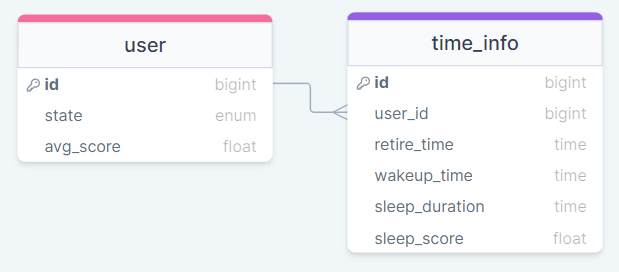 user
id bigint
state enum
avg_score float
time_info
id bigint
user_id bigint
retire_time time
wakeup_time time
sleep_duration time
sleep_score float